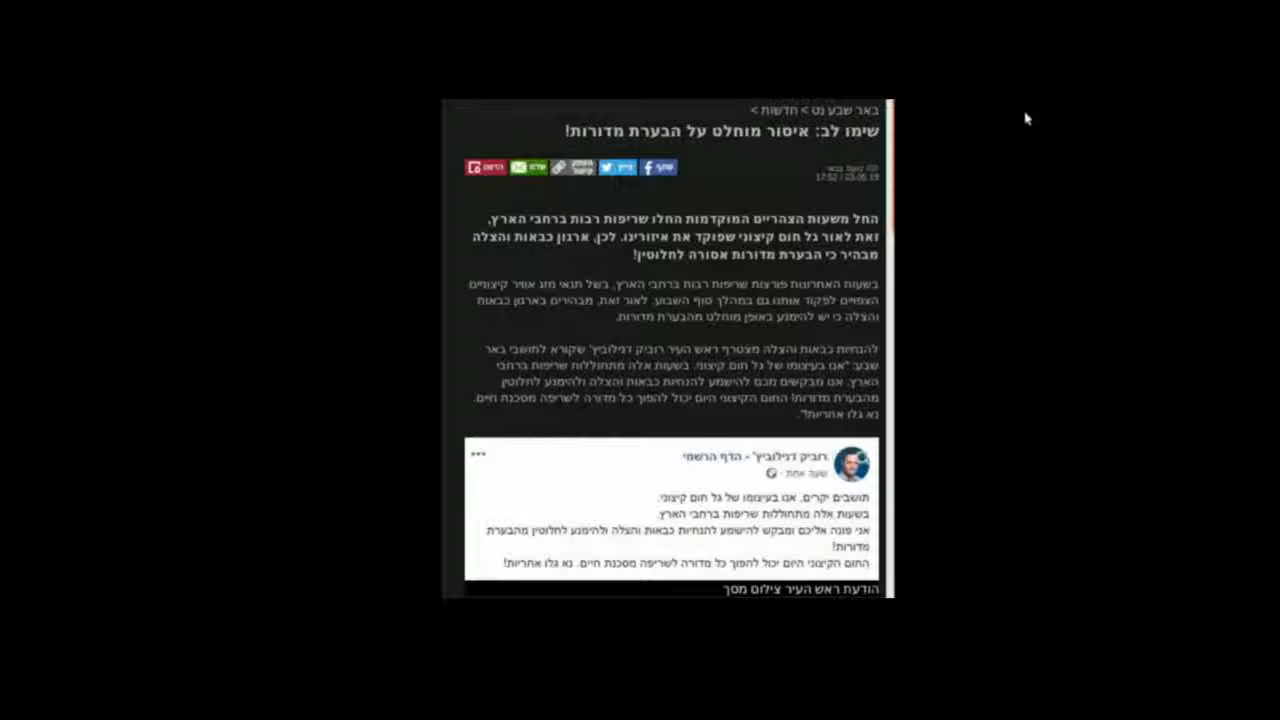 באר שבע נט > חדשות >
שימו לב: איסור מוחלט על הבערת מדורות!
שתף
צייץ
העתק קישור
שלח
הדפס
17:52 / 23.05.19
החל משעות הצהריים המוקדמות החלו שריפות רבות ברחבי הארץ,
זאת לאור גל חום קיצוני שפוקד את איזורינו. לכן, ארגון כבאות והצלה
מבהיר כי הבערת מדורות אסורה לחלוטין!
בשעות האחרונות פורצות שריפות רבות ברחבי הארץ, בשל תנאי מזג אוויר קיצוניים
הצפויים לפקוד אותנו גם במהלך סוף השבוע. לאור זאת, מבהירים בארגון כבאות
והצלה כי יש להימנע באופן מוחלט מהבערת מדורות.
להנחיות כבאות והצלה מצטרף ראש העיר רוביק דנילוביץ' שקורא לתושבי באר
שבע: "אנו בעיצומו של גל חום קיצוני. בשעות אלה מתחוללות שריפות ברחבי
הארץ. אנו מבקשים מכם להישמע להנחיות כבאות והצלה ולהימנע לחלוטין
מהבערת מדורות! החום הקיצוני היום יכול להפוך כל מדורה לשריפה מסכנת חיים.
נא גלו אחריות!".
רוביק דנילוביץ' - הדף הרשמי
שעה אחת
תושבים יקרים, אנו בעיצומו של גל חום קיצוני.
בשעות אלה מתחוללות שריפות ברחבי הארץ.
אני פונה אליכם ומבקש להישמע להנחיות כבאות והצלה ולהימנע לחלוטין מהבערת
מדורות!
החום הקיצוני היום יכול להפוך כל מדורה לשריפה מסכנת חיים. נא גלו אחריות!
הודעת ראש העיר צילום מסך